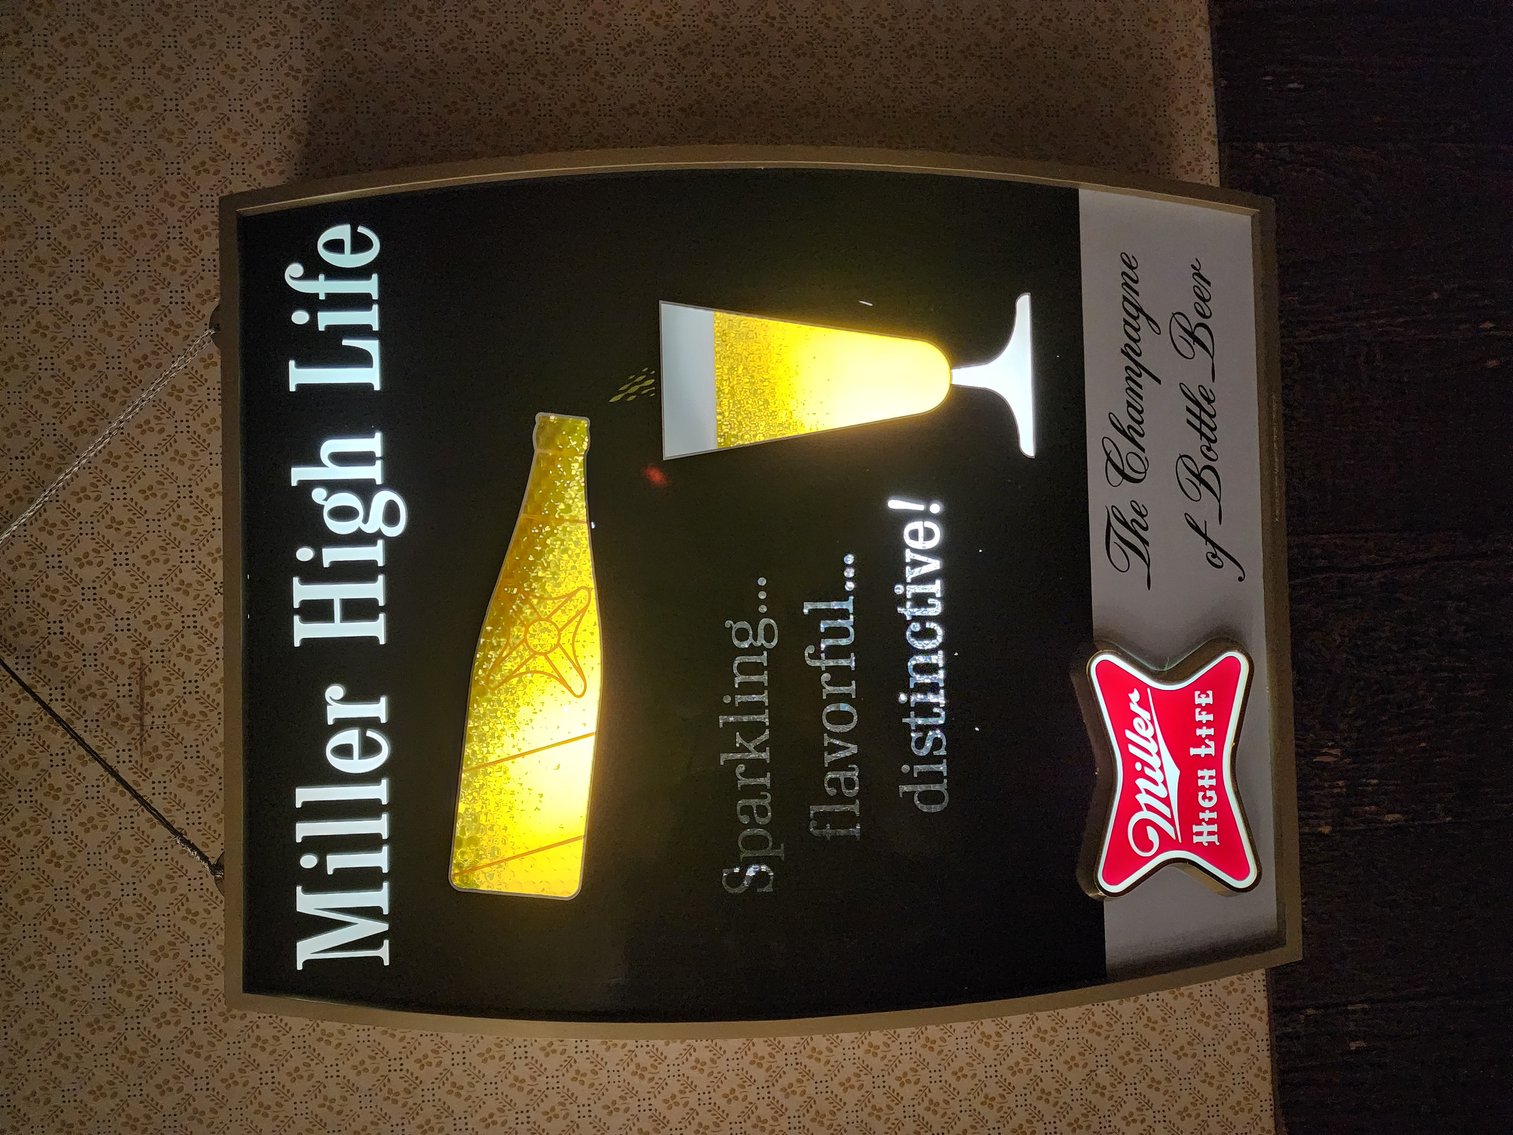 Miller High Life
Sparkling...
flavorful...
distinctive!
Miller
HIGH LIFE
The Champagne
of Bottle Beer